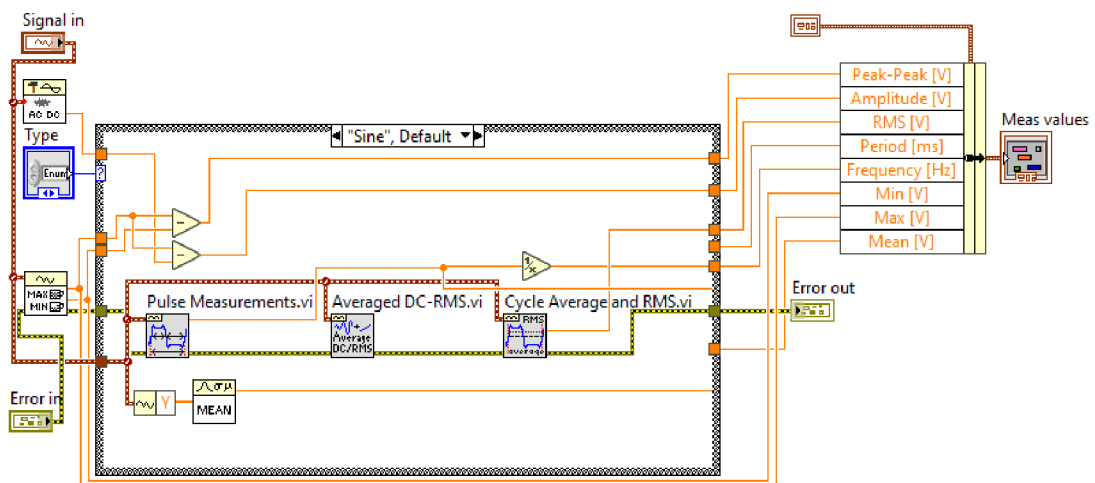 Signal in
AC DC
Type
Enum
?
"Sine", Default
-
-
1/x
MAX
MIN
Pulse Measurements.vi
Averaged DC-RMS.vi
Average
DC/RMS
Cycle Average and RMS.vi
RMS
average
Error in
Y
σμ
MEAN
Peak-Peak [V]
Amplitude [V]
RMS [V]
Period [ms]
Frequency [Hz]
Min [V]
Max [V]
Mean [V]
Meas values
Error out